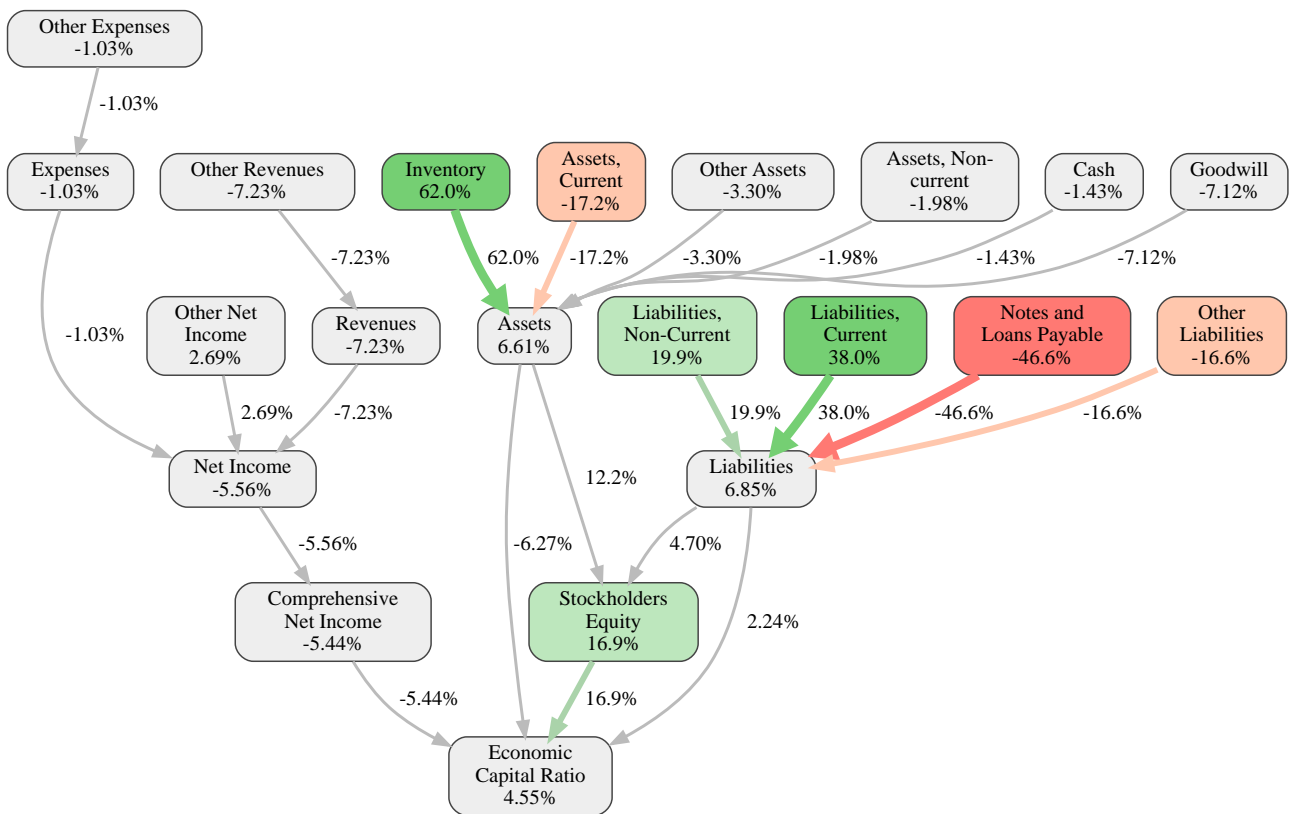 Other Expenses
-1.03%
-1.03%
Expenses
-1.03%
Other Revenues
-7.23%
Inventory
62.0%
Assets,
Current
-17.2%
Other Assets
-3.30%
Assets, Non-
current
-1.98%
Cash
-1.43%
Goodwill
-7.12%
-7.23%
62.0%
-17.2%
-3.30%
-1.98%
-1.43%
-7.12%
-1.03%
Other Net
Income
2.69%
Revenues
-7.23%
Assets
6.61%
Liabilities,
Non-Current
19.9%
Liabilities,
Current
38.0%
Notes and
Loans Payable
-46.6%
Other
Liabilities
-16.6%
2.69%
-7.23%
19.9%
38.0%
-46.6%
-16.6%
Net Income
-5.56%
12.2%
Liabilities
6.85%
-5.56%
-6.27%
4.70%
Comprehensive
Net Income
-5.44%
Stockholders
Equity
16.9%
2.24%
-5.44%
16.9%
Economic
Capital Ratio
4.55%